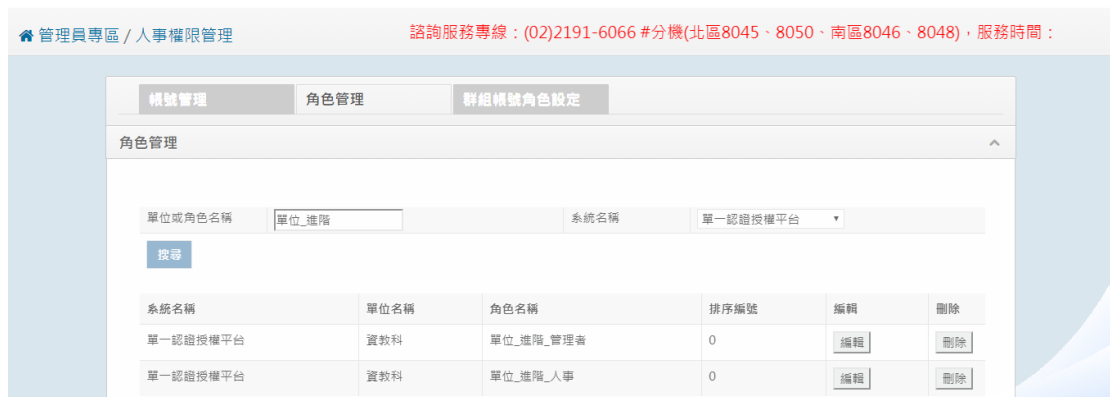 管理員專區 / 人事權限管理 諮詢服務專線：(02)2191-6066 #分機(北區8045、8050、南區8046、8048)，服務時間：
帳號管理 角色管理 群組帳號角色設定
角色管理
單位或角色名稱 單位_進階 系統名稱 單一認證授權平台
搜尋
系統名稱 單位名稱 角色名稱 排序編號 編輯 刪除
單一認證授權平台 資教科 單位_進階_管理者 0 編輯 刪除
單一認證授權平台 資教科 單位_進階_人事 0 編輯 刪除